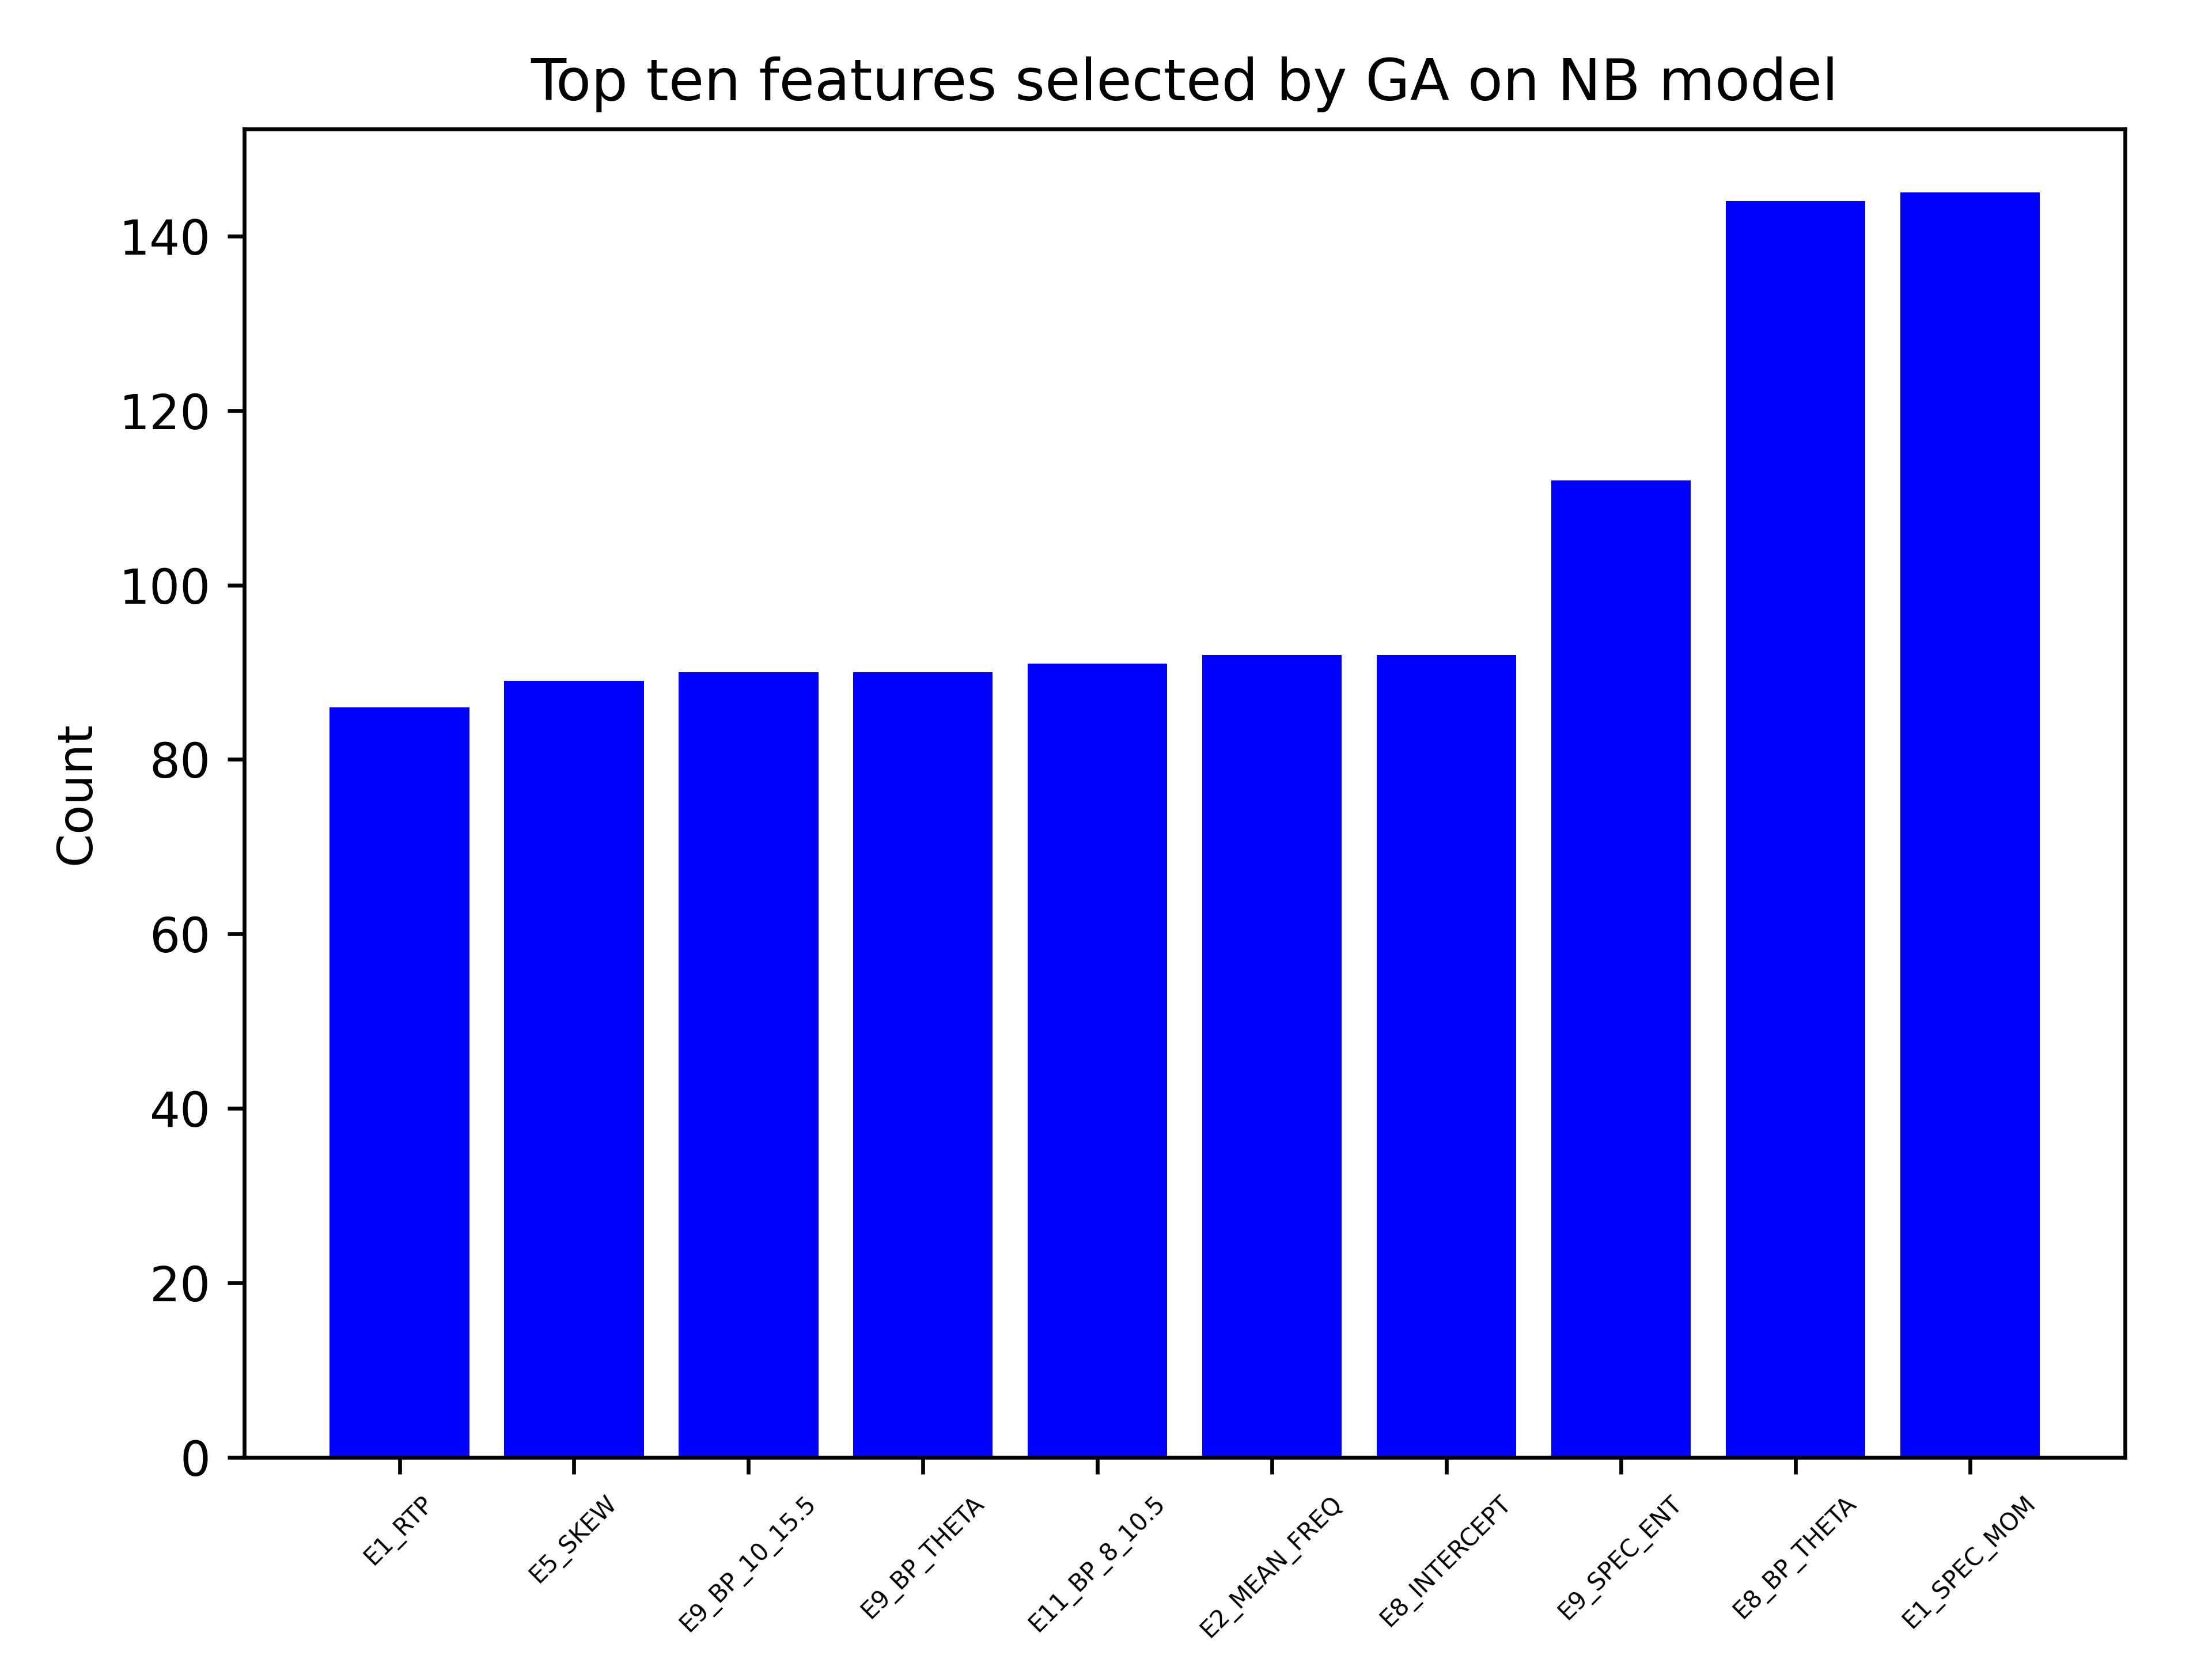 Top ten features selected by GA on NB model
Count
140
120
100
80
60
40
20
0
E1_RTP
E5_SKEW
E9_BP_10_15.5
E9_BP_THETA
E11_BP_8_10.5
E2_MEAN_FREQ
E8_INTERCEPT
E9_SPEC_ENT
E8_BP_THETA
E1_SPEC_MOM